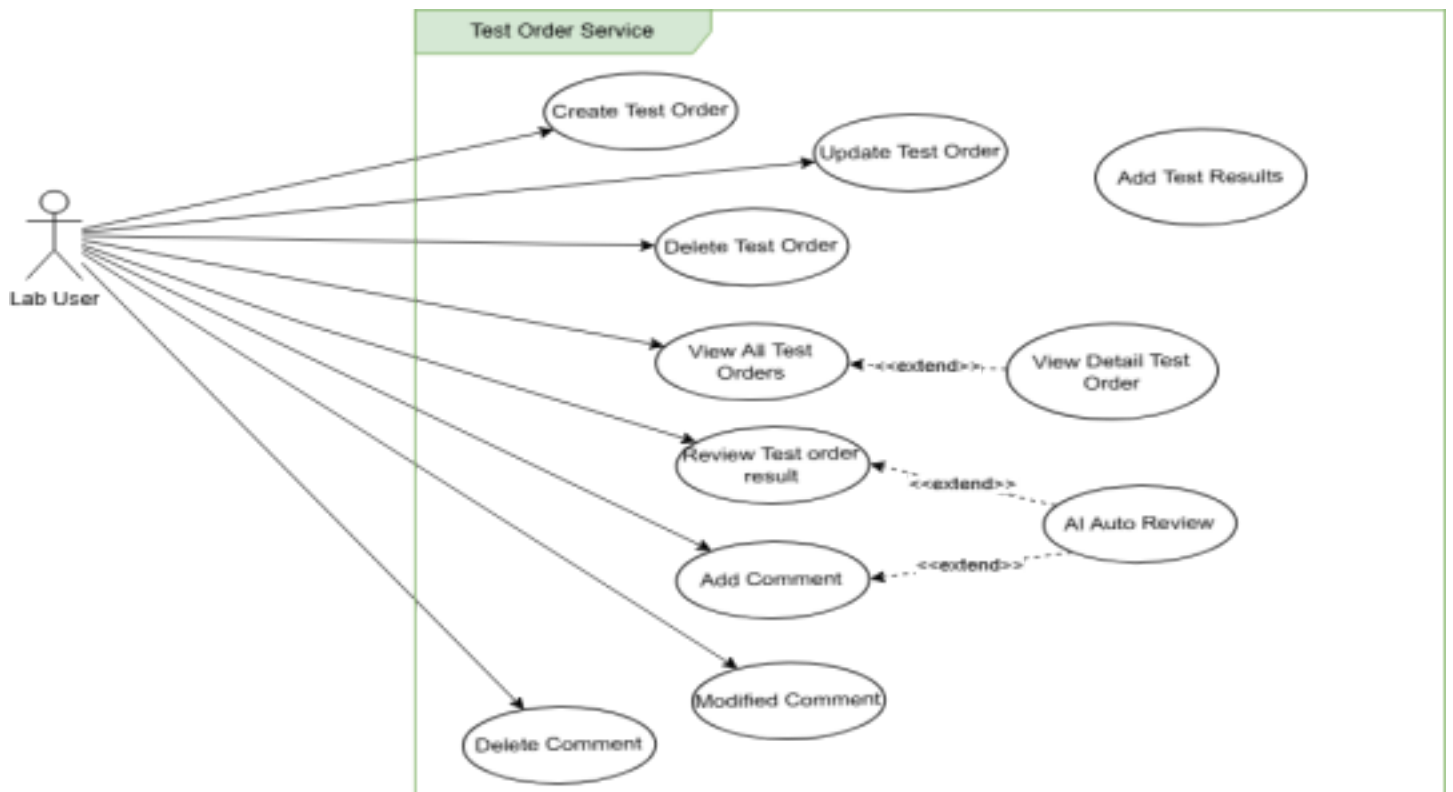 Test Order Service
Create Test Order
Update Test Order
Add Test Results
Delete Test Order
Lab User
View All Test
Orders
<<extend>>
View Detail Test
Order
Review Test order
result
<<extend>>
AI Auto Review
<<extend>>
Add Comment
Modified Comment
Delete Comment